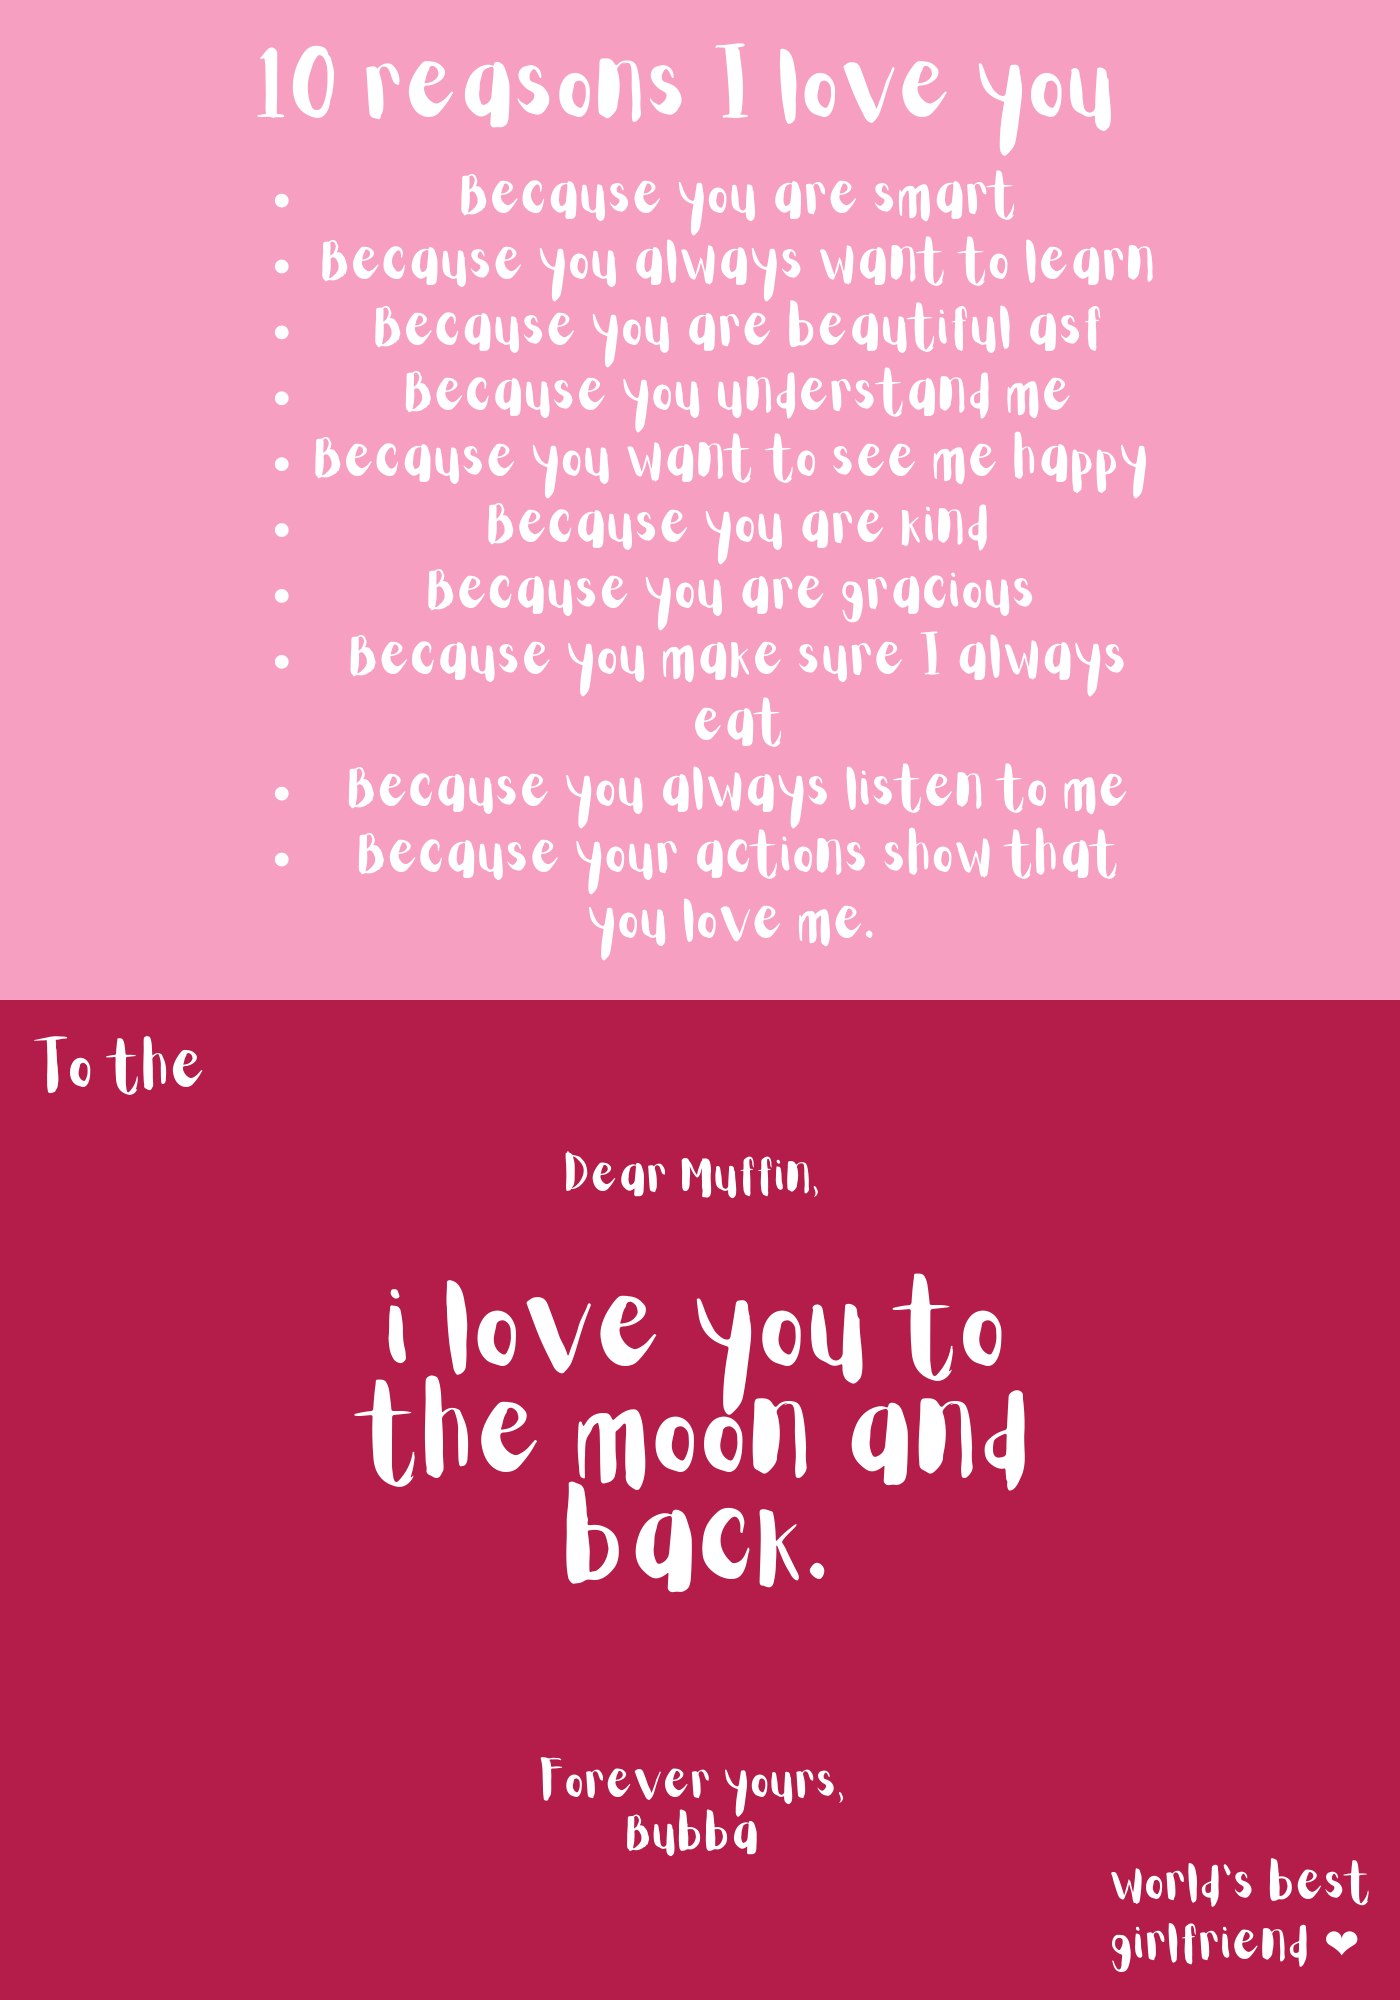 10 reasons I love you
• Because you are smart
• Because you always want to learn
• Because you are beautiful asf
• Because you understand me
• Because you want to see me happy
• Because you are kind
• Because you are gracious
• Because you make sure I always
eat
• Because you always listen to me
• Because your actions show that
you love me.
To the
Dear Muffin,
i love you to
the moon and
back.
Forever yours,
Bubba
world's best
girlfriend ❤